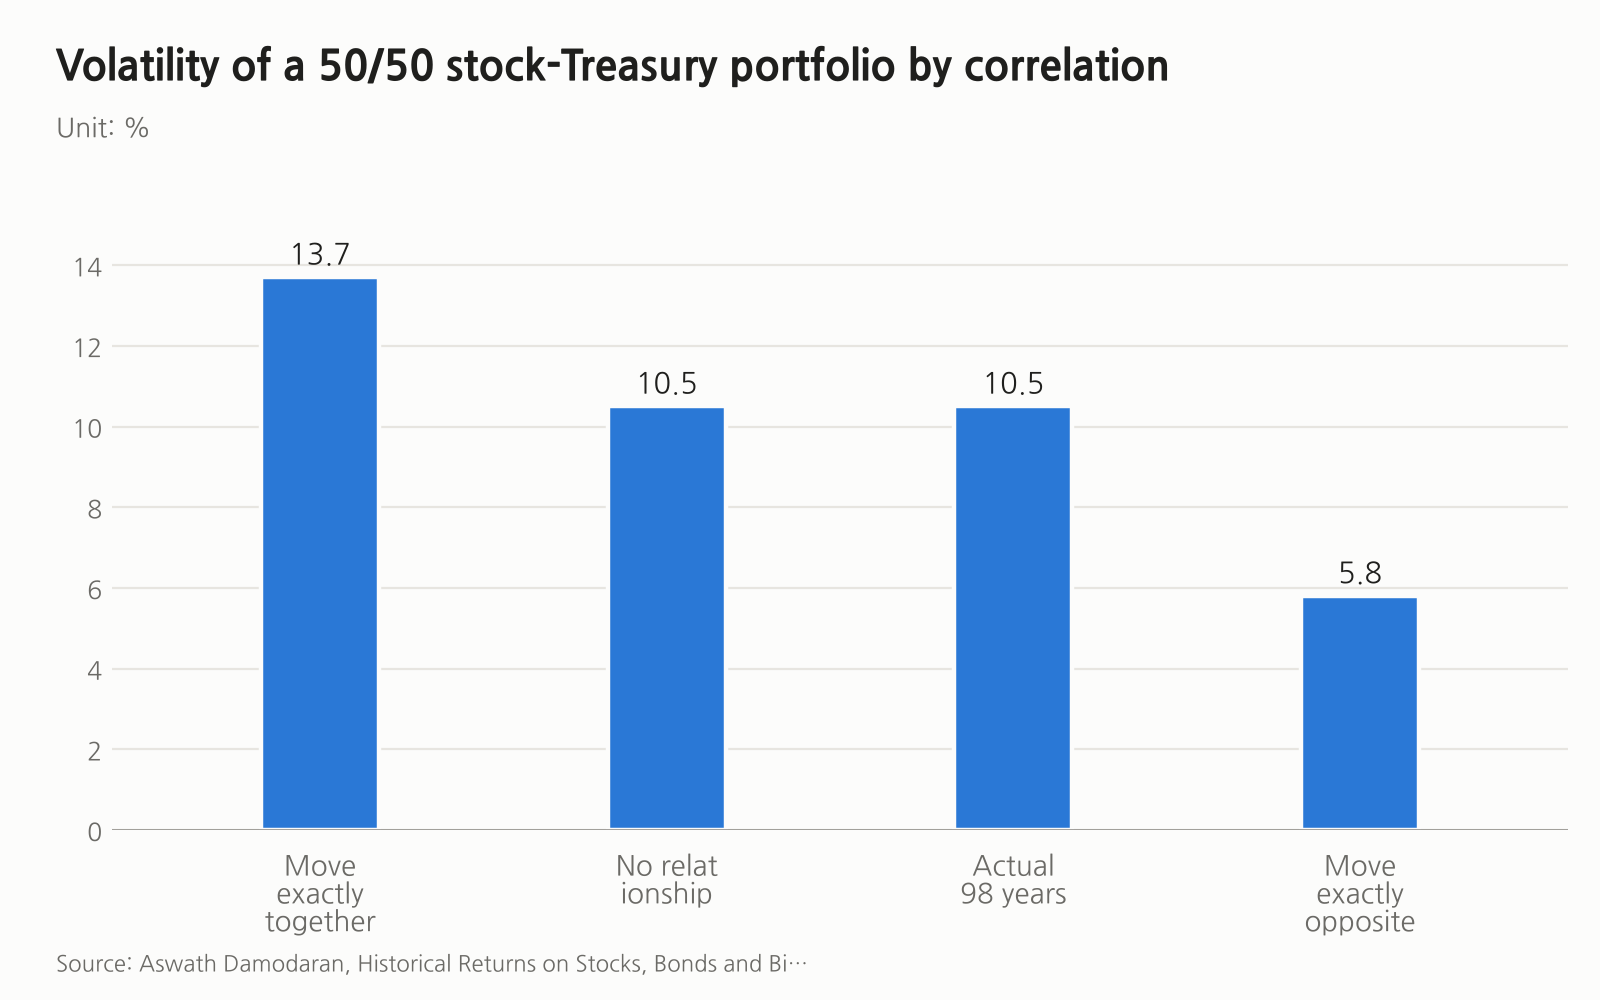 Volatility of a 50/50 stock-Treasury portfolio by correlation
Unit: %
14
12
10
8
6
4
2
0
13.7
10.5
10.5
5.8
Move
exactly
together
No relat
ionship
Actual
98 years
Move
exactly
opposite
Source: Aswath Damodaran, Historical Returns on Stocks, Bonds and Bi…